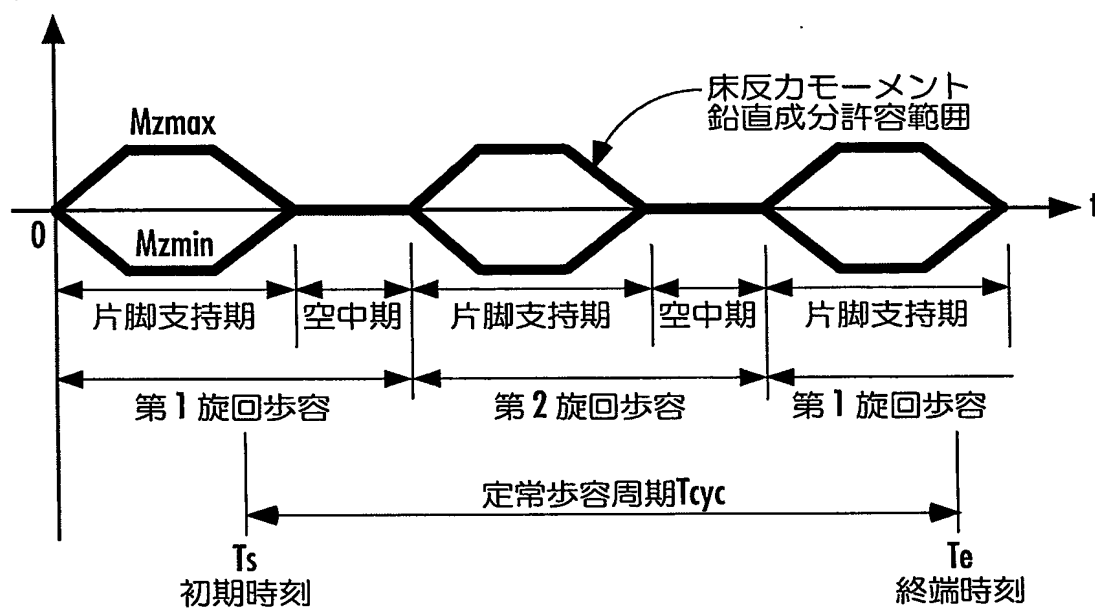 床反力モーメント
鉛直成分許容範囲
Mzmax
t
0
Mzmin
片脚支持期
空中期
片脚支持期
空中期
片脚支持期
第1旋回歩容
第2旋回歩容
第1旋回歩容
定常歩容周期Tcyc
Ts
初期時刻
Te
終端時刻